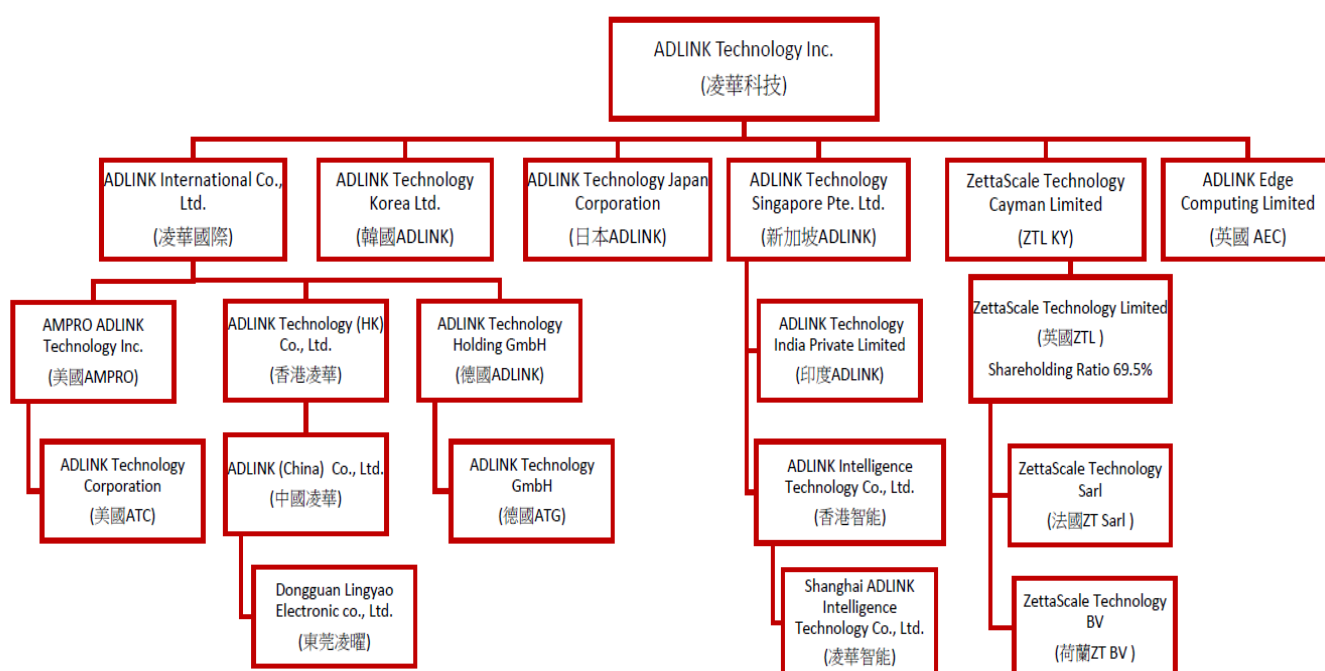 ADLINK Technology Inc.
(凌華科技)
ADLINK International Co.,
Ltd.
(凌華國際)
ADLINK Technology
Korea Ltd.
(韓國ADLINK)
ADLINK Technology Japan
Corporation
(日本ADLINK)
ADLINK Technology
Singapore Pte. Ltd.
(新加坡ADLINK)
ZettaScale Technology
Cayman Limited
(ZTL KY)
ADLINK Edge
Computing Limited
(英國 AEC)
AMPRO ADLINK
Technology Inc.
(美國AMPRO)
ADLINK Technology (HK)
Co., Ltd.
(香港凌華)
ADLINK Technology
Holding GmbH
(德國ADLINK)
ADLINK Technology
India Private Limited
(印度ADLINK)
ZettaScale Technology Limited
(英國ZTL )
Shareholding Ratio 69.5%
ADLINK Technology
Corporation
(美國ATC)
ADLINK (China) Co., Ltd.
(中國凌華)
ADLINK Technology
GmbH
(德國ATG)
ADLINK Intelligence
Technology Co., Ltd.
(香港智能)
ZettaScale Technology
Sarl
(法國ZT Sarl )
Dongguan Lingyao
Electronic co., Ltd.
(東莞凌曜)
Shanghai ADLINK
Intelligence
Technology Co., Ltd.
(凌華智能)
ZettaScale Technology
BV
(荷蘭ZT BV )